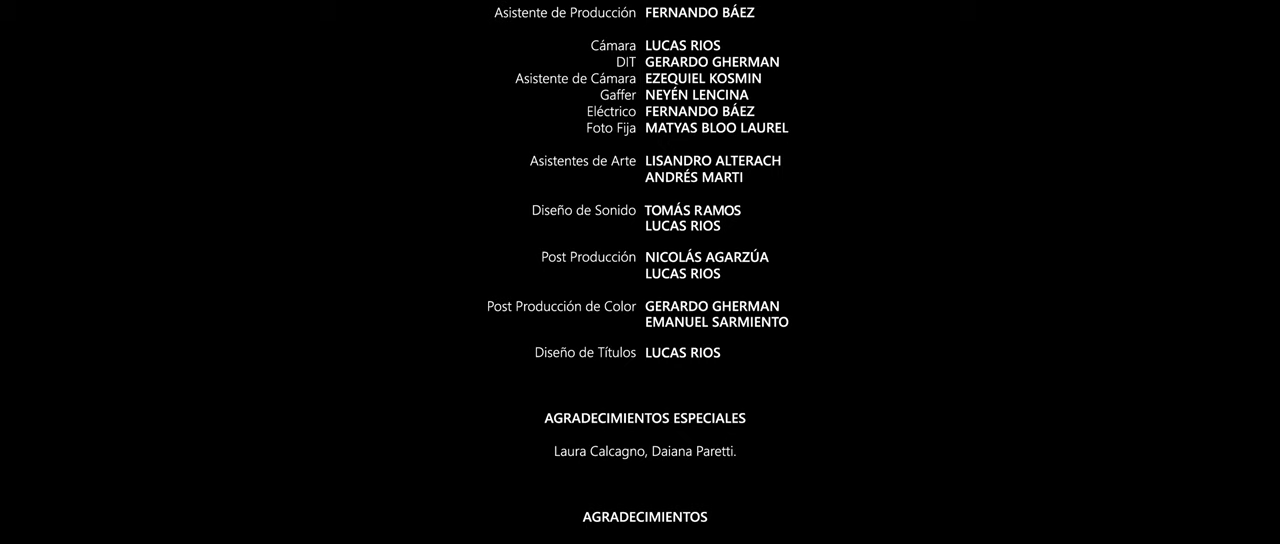 Asistente de Producción FERNANDO BÁEZ
Cámara LUCAS RIOS
DIT GERARDO GHERMAN
Asistente de Cámara EZEQUIEL KOSMIN
Gaffer NEYÉN LENCINA
Eléctrico FERNANDO BÁEZ
Foto Fija MATYAS BLOO LAUREL
Asistentes de Arte LISANDRO ALTERACH
ANDRÉS MARTI
Diseño de Sonido TOMÁS RAMOS
LUCAS RIOS
Post Producción NICOLÁS AGARZÚA
LUCAS RIOS
Post Producción de Color GERARDO GHERMAN
EMANUEL SARMIENTO
Diseño de Títulos LUCAS RIOS
AGRADECIMIENTOS ESPECIALES
Laura Calcagno, Daiana Paretti.
AGRADECIMIENTOS